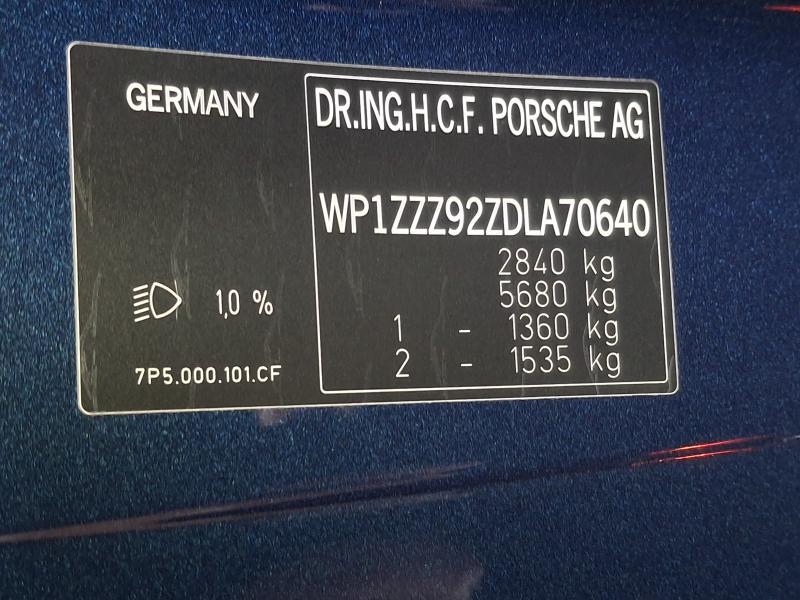 GERMANY
1,0 %
7P5.000.101.CF
DR.ING.H.C.F. PORSCHE AG
WP1ZZZ92ZDLA70640
2840 kg
5680 kg
1 - 1360 kg
2 - 1535 kg